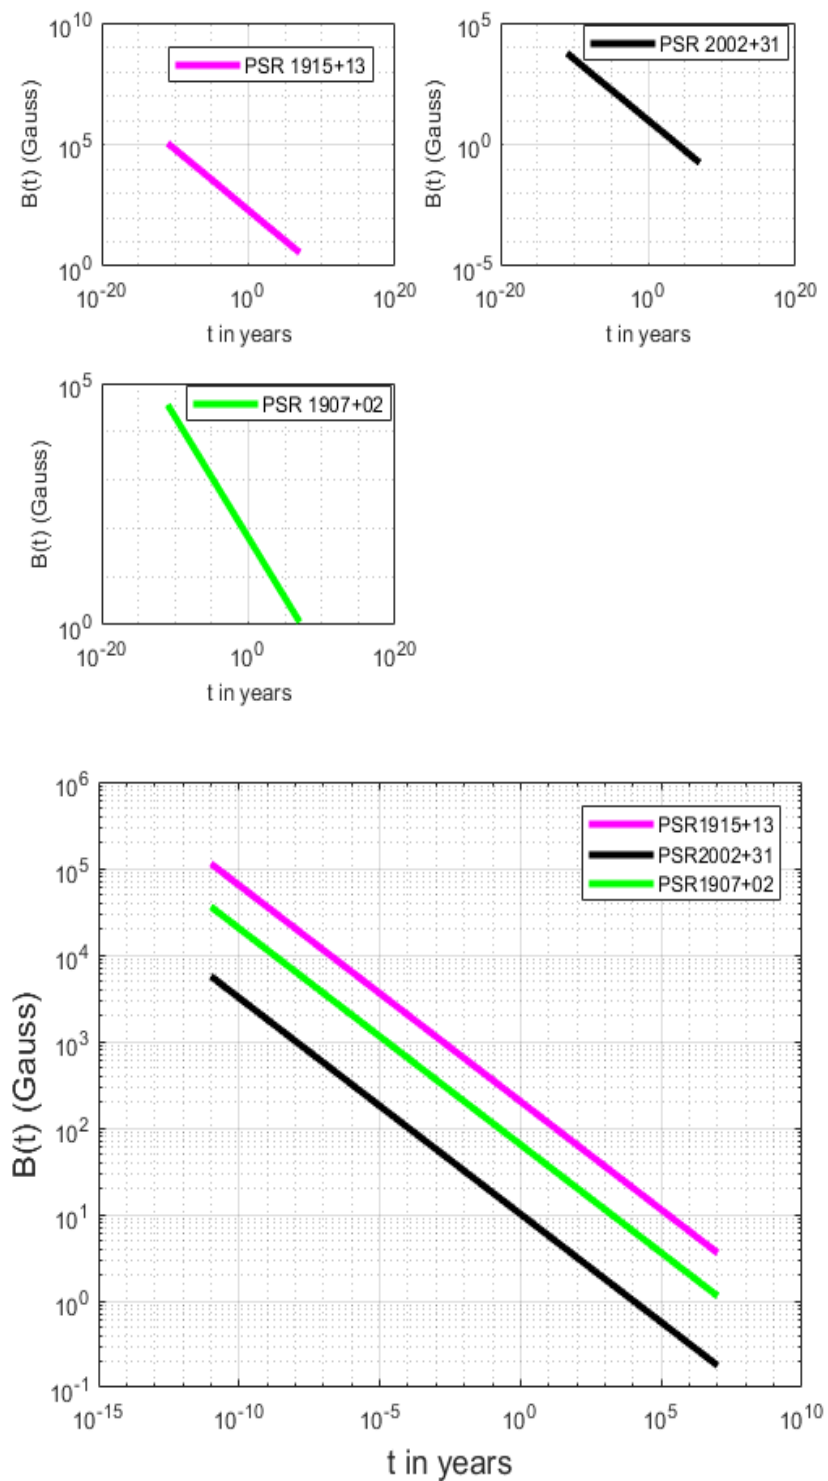 10^10
PSR 1915+13
B(t) (Gauss)
10^5
10^0
10^-20
10^0
10^20
t in years
10^5
PSR 2002+31
B(t) (Gauss)
10^0
10^-5
10^-20
10^0
10^20
t in years
10^5
PSR 1907+02
B(t) (Gauss)
10^0
10^-20
10^0
10^20
t in years
10^6
PSR1915+13
PSR2002+31
PSR1907+02
10^5
10^4
10^3
B(t) (Gauss)
10^2
10^1
10^0
10^-1
10^-15
10^-10
10^-5
10^0
10^5
10^10
t in years